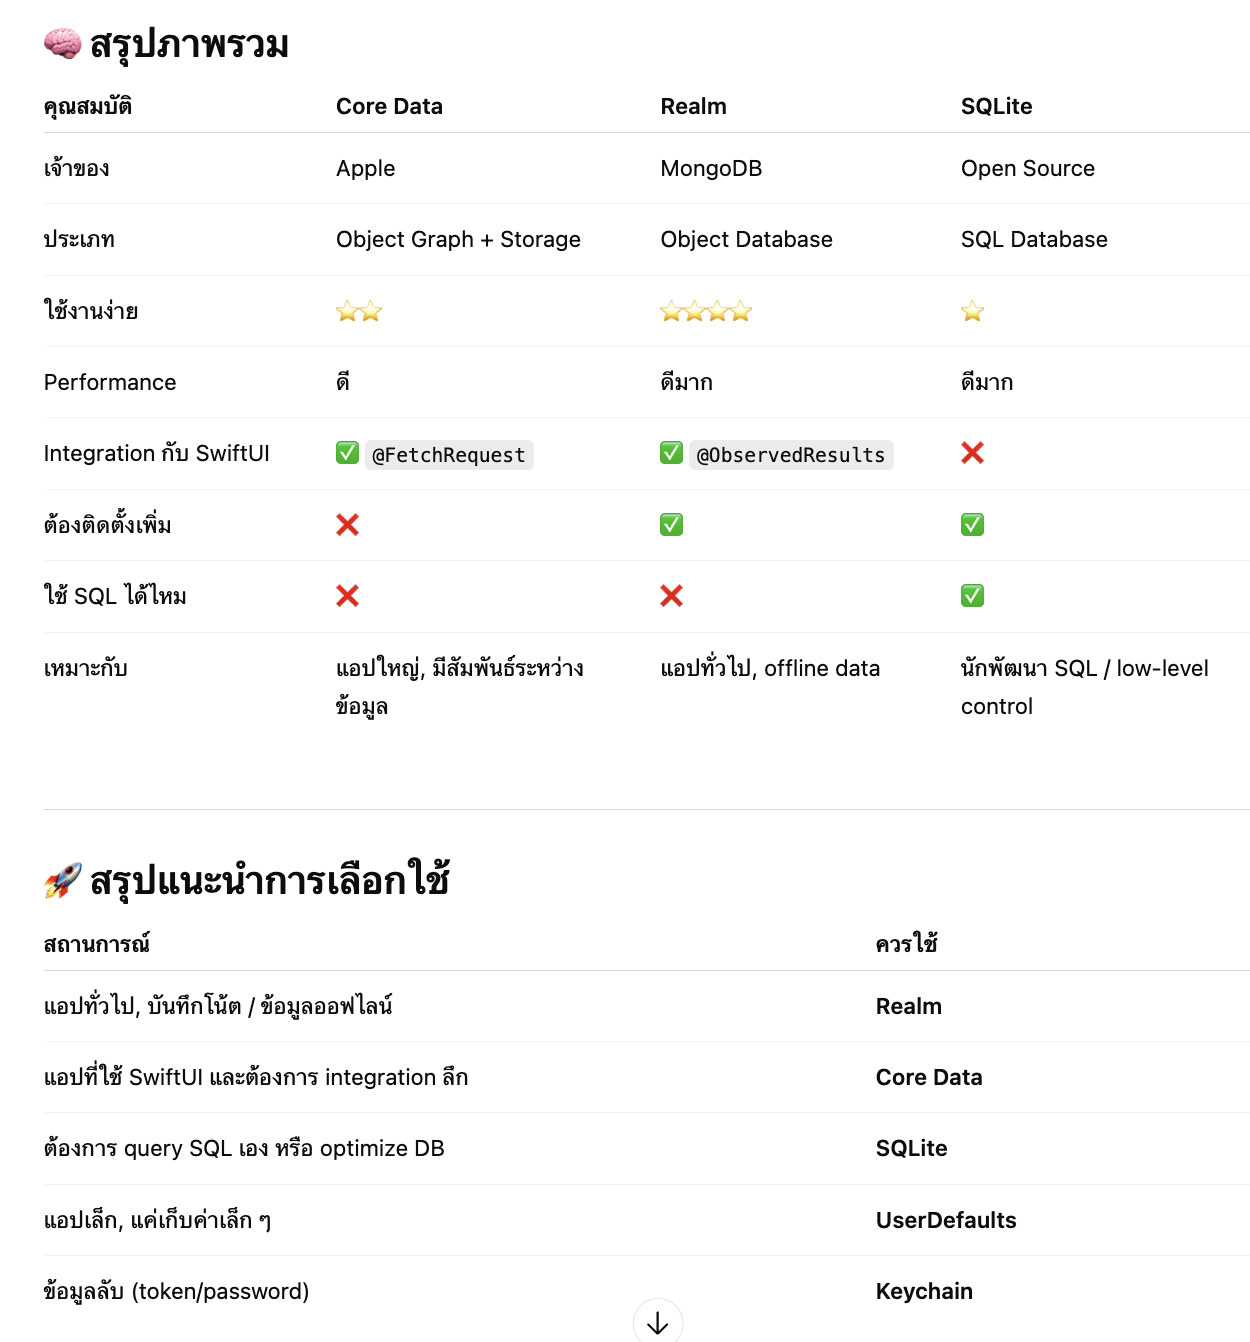 🧠 สรุปภาพรวม
คุณสมบัติ Core Data Realm SQLite
เจ้าของ Apple MongoDB Open Source
ประเภท Object Graph + Storage Object Database SQL Database
ใช้งานง่าย ⭐⭐ ⭐⭐⭐⭐ ⭐
Performance ดี ดีมาก ดีมาก
Integration กับ SwiftUI ✅ @FetchRequest ✅ @ObservedResults ❌
ต้องติดตั้งเพิ่ม ❌ ✅ ✅
ใช้ SQL ได้ไหม ❌ ❌ ✅
เหมาะกับ แอปใหญ่, มีสัมพันธ์ระหว่าง แอปทั่วไป, offline data นักพัฒนา SQL / low-level
ข้อมูล control
🚀 สรุปแนะนำการเลือกใช้
สถานการณ์ ควรใช้
แอปทั่วไป, บันทึกโน้ต / ข้อมูลออฟไลน์ Realm
แอปที่ใช้ SwiftUI และต้องการ integration ลึก Core Data
ต้องการ query SQL เอง หรือ optimize DB SQLite
แอปเล็ก, แค่เก็บค่าเล็ก ๆ UserDefaults
ข้อมูลลับ (token/password) Keychain